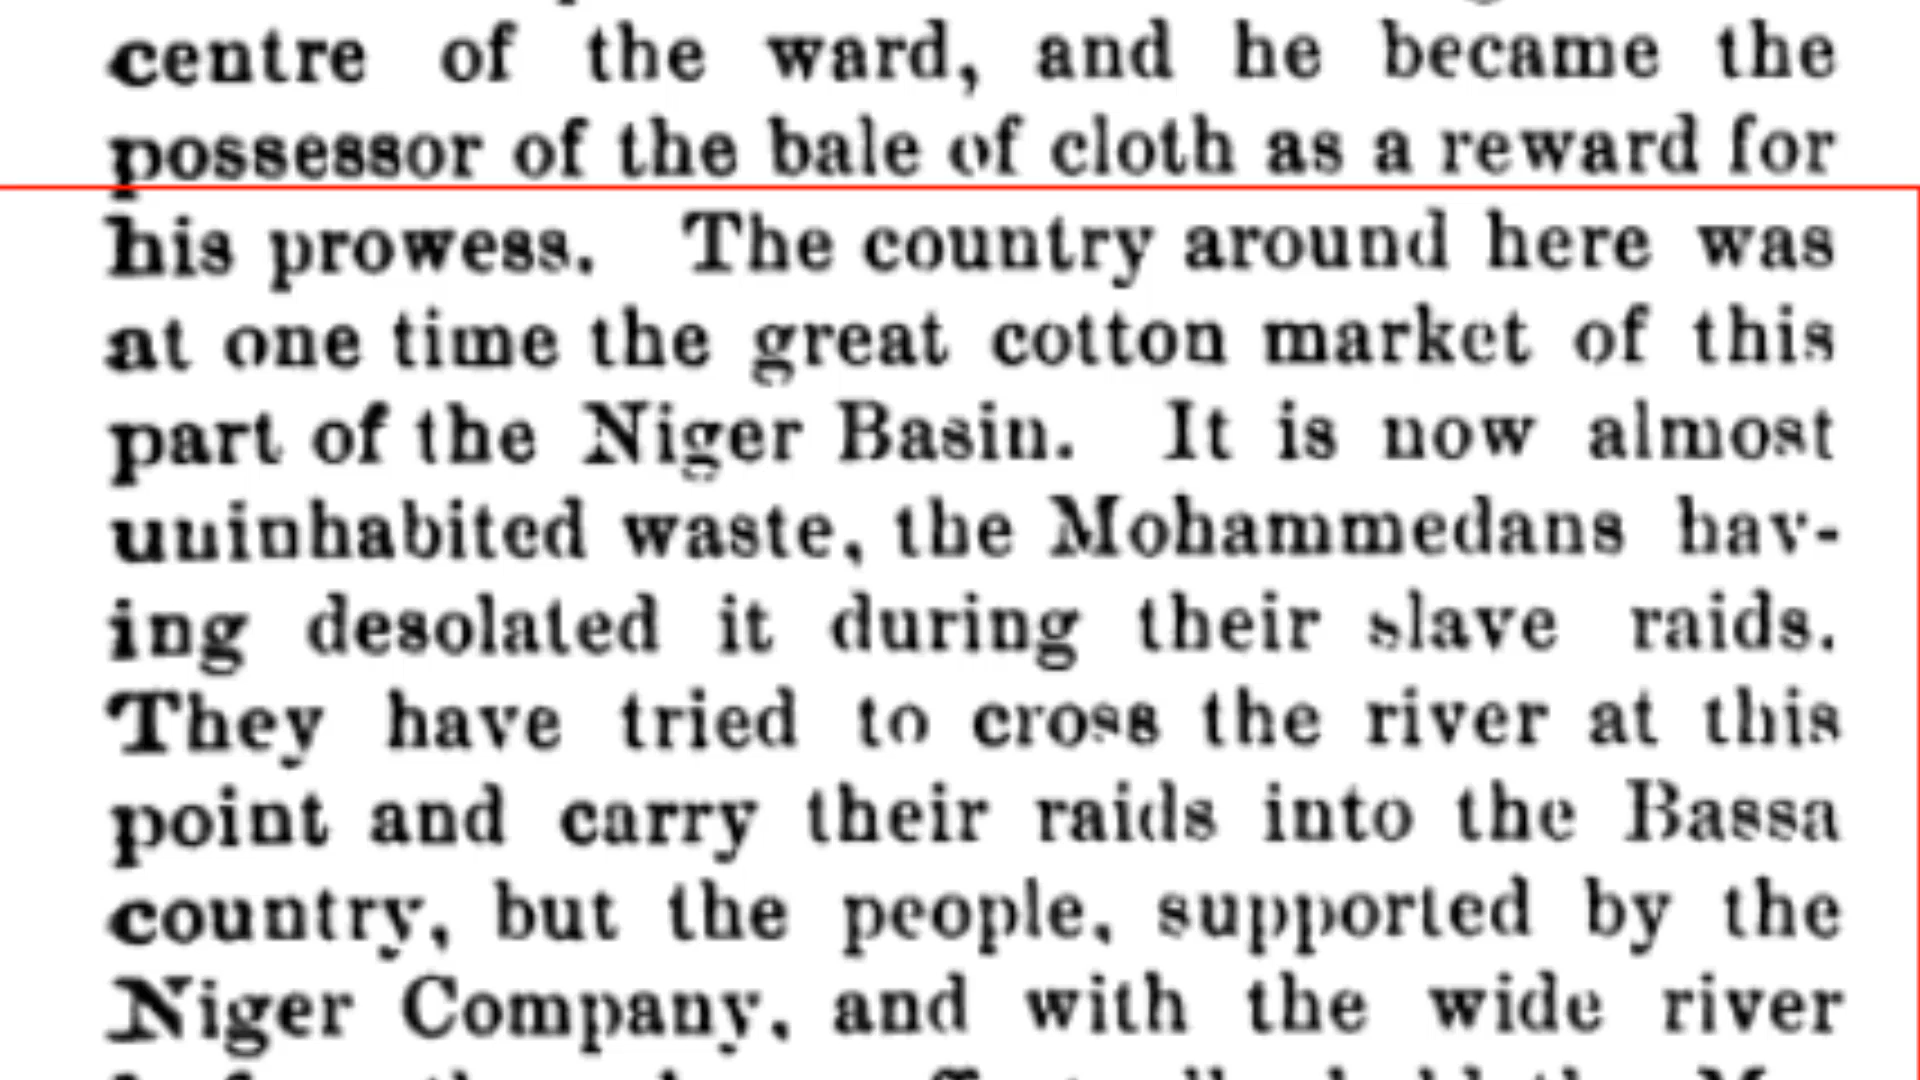 centre of the ward, and he became the
possessor of the bale of cloth as a reward for
his prowess. The country around here was
at one time the great cotton market of this
part of the Niger Basin. It is now almost
uninhabited waste, the Mohammedans hav-
ing desolated it during their slave raids.
They have tried to cross the river at this
point and carry their raids into the Bassa
country, but the people, supported by the
Niger Company, and with the wide river